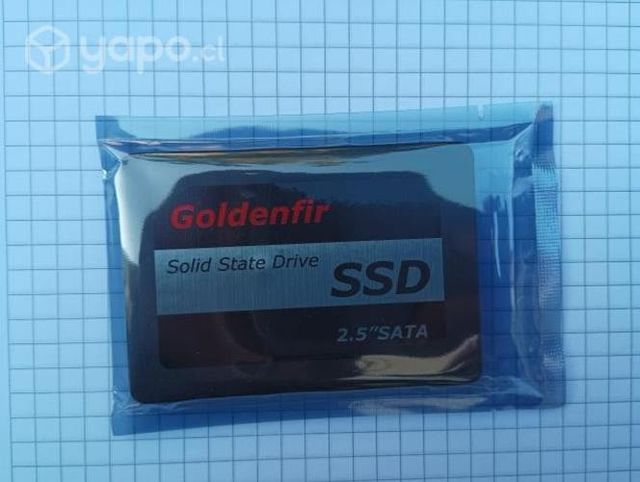 yapo.cl
Goldenfir
Solid State Drive
SSD
2.5"SATA